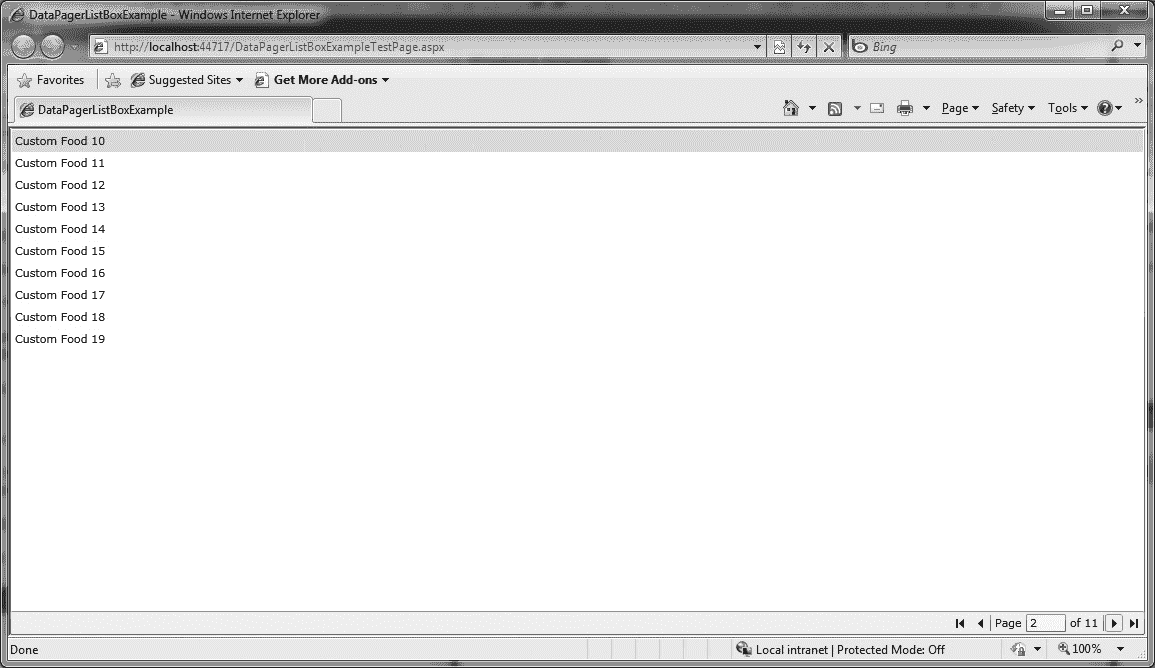 DataPagerListBoxExample - Windows Internet Explorer
http://localhost:44717/DataPagerListBoxExampleTestPage.aspx
Bing
Favorites Suggested Sites Get More Add-ons
DataPagerListBoxExample
Page Safety Tools
Custom Food 10
Custom Food 11
Custom Food 12
Custom Food 13
Custom Food 14
Custom Food 15
Custom Food 16
Custom Food 17
Custom Food 18
Custom Food 19
Page 2 of 11
Done Local intranet | Protected Mode: Off 100%